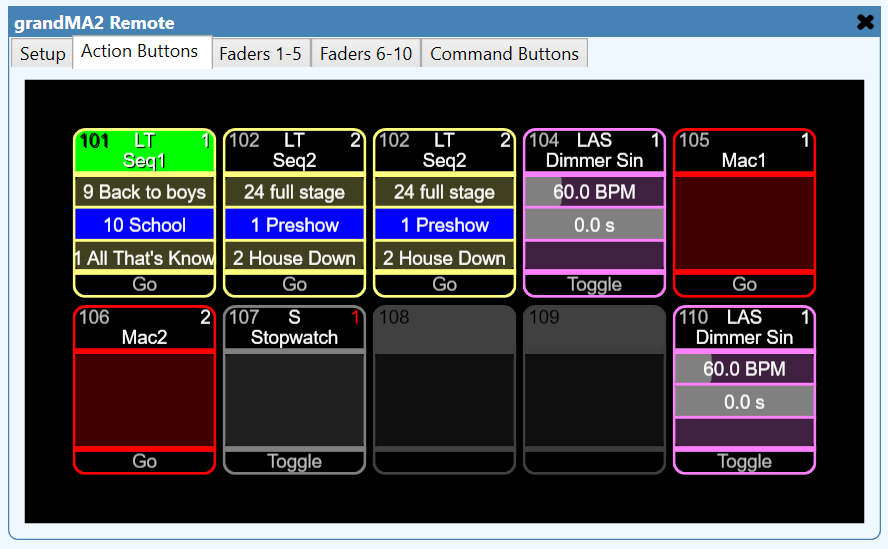 grandMA2 Remote
Setup Action Buttons Faders 1-5 Faders 6-10 Command Buttons
101 LT 1
Seq1
9 Back to boys
10 School
1 All That's Know
Go
102 LT 2
Seq2
24 full stage
1 Preshow
2 House Down
Go
102 LT 2
Seq2
24 full stage
1 Preshow
2 House Down
Go
104 LAS 1
Dimmer Sin
60.0 BPM
0.0 s
Toggle
105 1
Mac1
Go
106 2
Mac2
Go
107 S 1
Stopwatch
Toggle
108
109
110 LAS 1
Dimmer Sin
60.0 BPM
0.0 s
Toggle